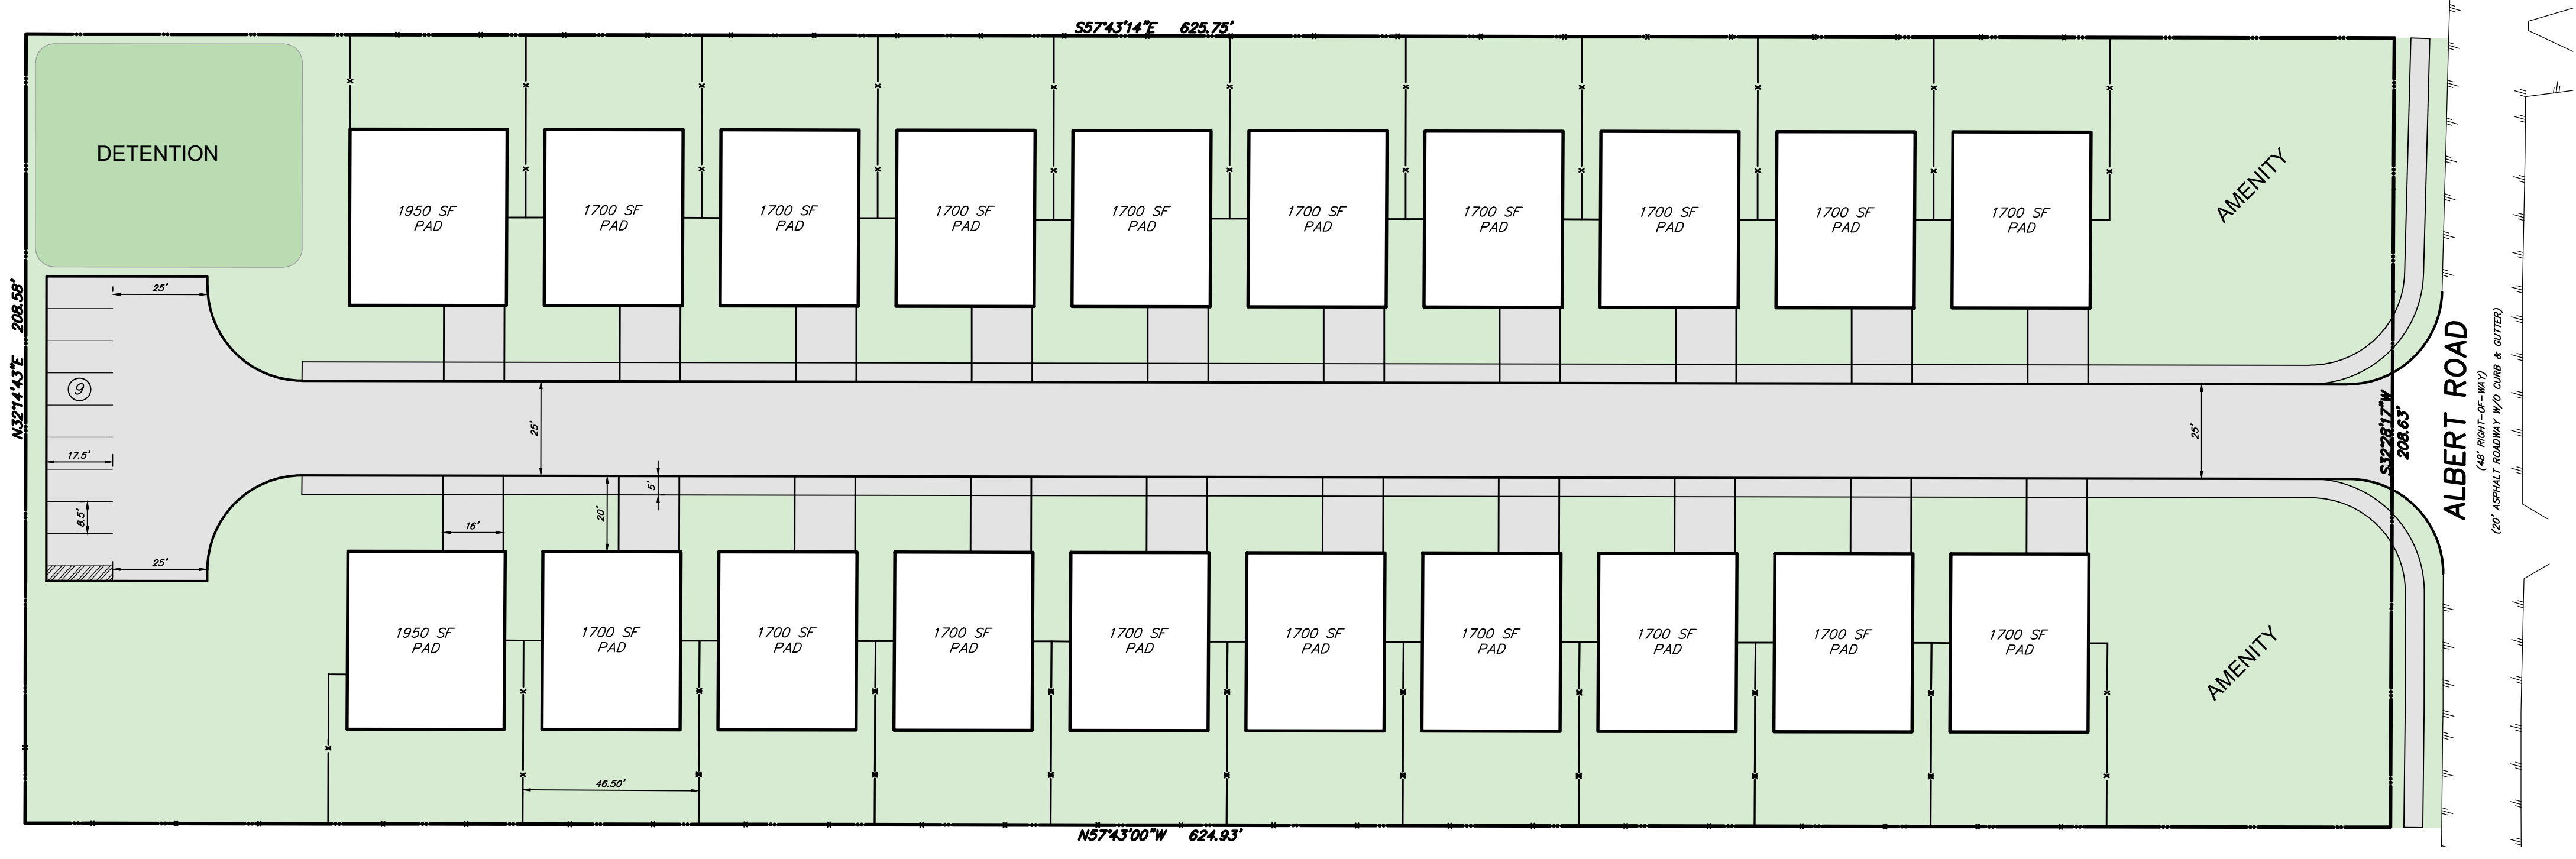 S57°43'14"E 625.75'
DETENTION
1950 SF
PAD
1700 SF
PAD
1700 SF
PAD
1700 SF
PAD
1700 SF
PAD
1700 SF
PAD
1700 SF
PAD
1700 SF
PAD
1700 SF
PAD
1700 SF
PAD
AMENITY
N32°14'43"E 208.58'
25'
9
17.5'
8.5'
25'
25'
5'
20'
16'
25'
S32°28'17"W
208.63'
ALBERT ROAD
(48' RIGHT-OF-WAY)
(20' ASPHALT ROADWAY W/O CURB & GUTTER)
1950 SF
PAD
1700 SF
PAD
1700 SF
PAD
1700 SF
PAD
1700 SF
PAD
1700 SF
PAD
1700 SF
PAD
1700 SF
PAD
1700 SF
PAD
1700 SF
PAD
AMENITY
46.50'
N57°43'00"W 624.93'